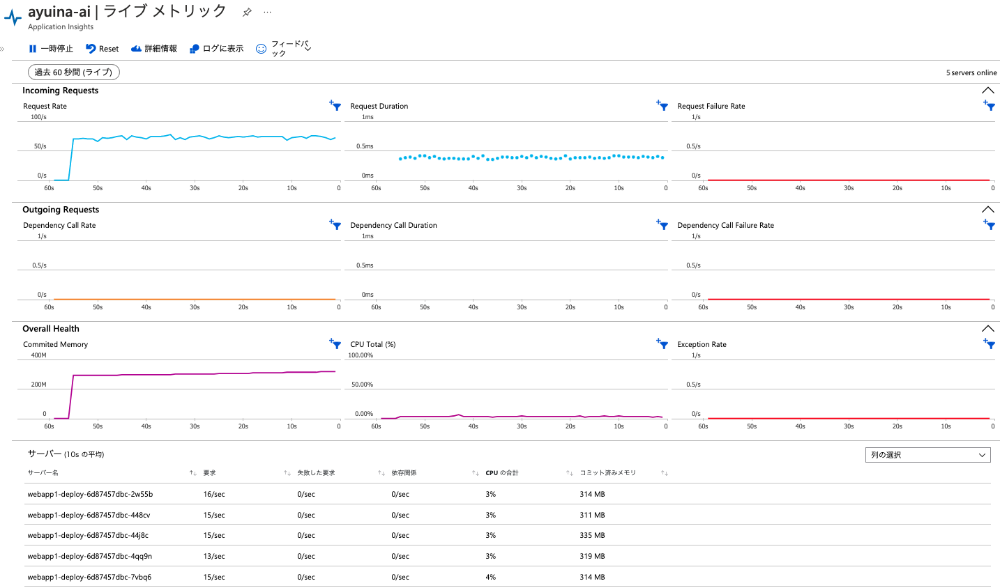 ayuina-ai | ライブ メトリック
Application Insights
一時停止
Reset
詳細情報
ログに表示
フィードバック
過去 60 秒間 (ライブ)
5 servers online
Incoming Requests
Request Rate
100/s
50/s
0/s
60s 50s 40s 30s 20s 10s 0
Request Duration
1ms
0.5ms
0ms
60s 50s 40s 30s 20s 10s 0
Request Failure Rate
1/s
0.5/s
0/s
60s 50s 40s 30s 20s 10s 0
Outgoing Requests
Dependency Call Rate
1/s
0.5/s
0/s
60s 50s 40s 30s 20s 10s 0
Dependency Call Duration
1ms
0.5ms
0ms
60s 50s 40s 30s 20s 10s 0
Dependency Call Failure Rate
1/s
0.5/s
0/s
60s 50s 40s 30s 20s 10s 0
Overall Health
Commited Memory
400M
200M
0
60s 50s 40s 30s 20s 10s 0
CPU Total (%)
100.00%
50.00%
0.00%
60s 50s 40s 30s 20s 10s 0
Exception Rate
1/s
0.5/s
0/s
60s 50s 40s 30s 20s 10s 0
サーバー (10s の平均)
列の選択
サーバー名 要求 失敗した要求 依存関係 CPU の合計 コミット済みメモリ
webapp1-deploy-6d87457dbc-2w55b 16/sec 0/sec 0/sec 3% 314 MB
webapp1-deploy-6d87457dbc-448cv 15/sec 0/sec 0/sec 3% 311 MB
webapp1-deploy-6d87457dbc-44j8c 15/sec 0/sec 0/sec 3% 335 MB
webapp1-deploy-6d87457dbc-4qq9n 13/sec 0/sec 0/sec 3% 319 MB
webapp1-deploy-6d87457dbc-7vbq6 15/sec 0/sec 0/sec 4% 314 MB